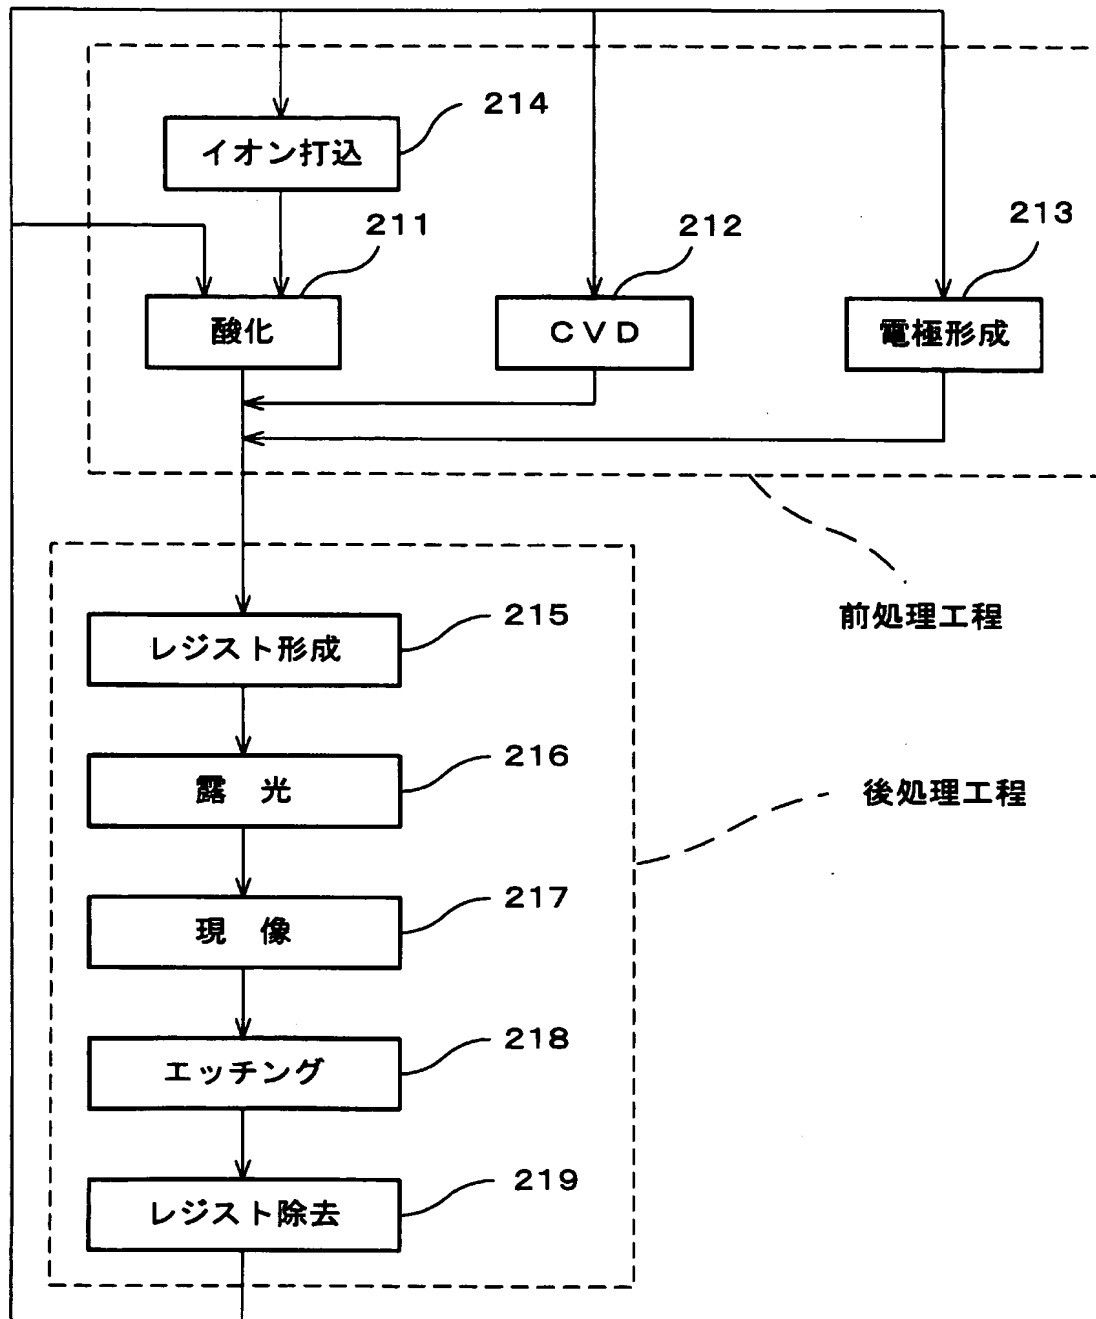 214
イオン打込
211
212
213
酸化
CVD
電極形成
前処理工程
215
レジスト形成
216
露 光
後処理工程
217
現 像
218
エッチング
219
レジスト除去